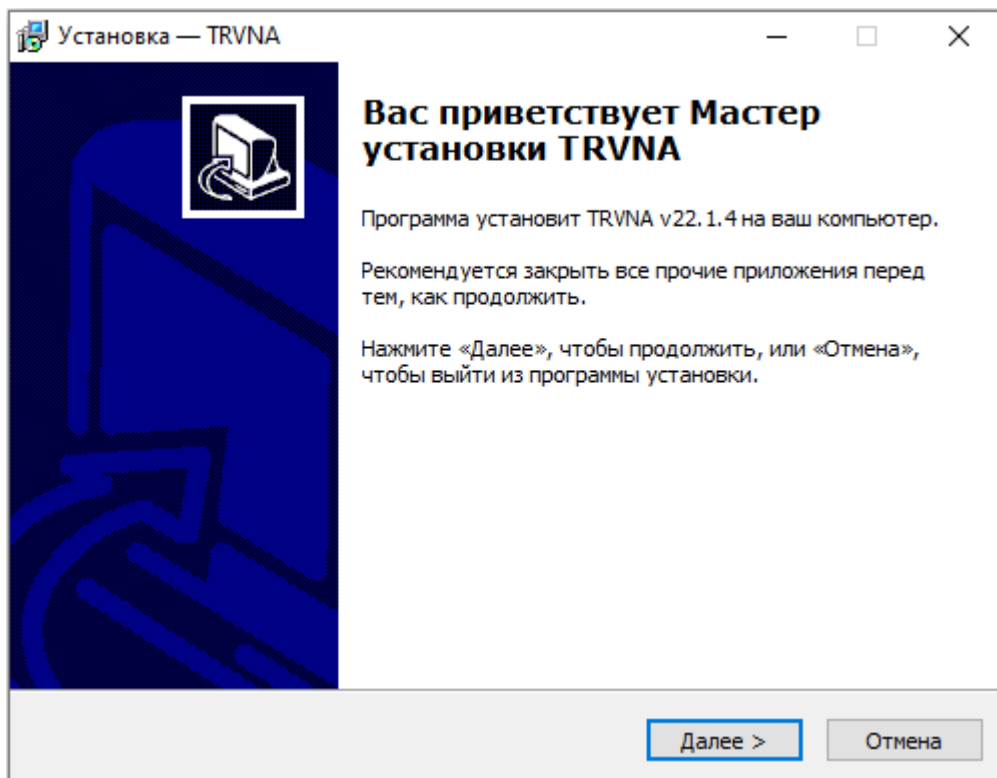 Установка — TRVNA
Вас приветствует Мастер
установки TRVNA
Программа установит TRVNA v22.1.4 на ваш компьютер.
Рекомендуется закрыть все прочие приложения перед
тем, как продолжить.
Нажмите «Далее», чтобы продолжить, или «Отмена»,
чтобы выйти из программы установки.
Далее >
Отмена